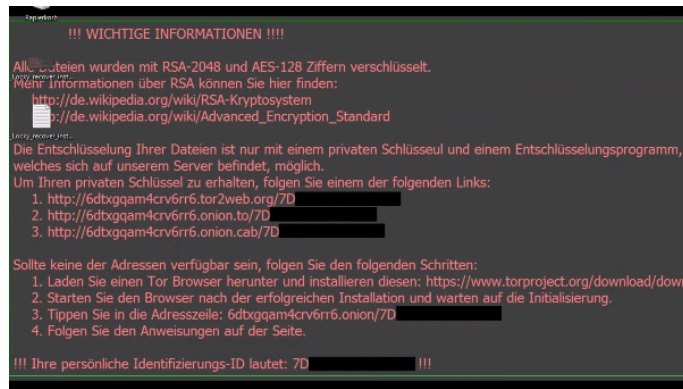 Papierkorb
!!! WICHTIGE INFORMATIONEN !!!!
Alle Dateien wurden mit RSA-2048 und AES-128 Ziffern verschlüsselt.
Locky_recover_inst...
Mehr Informationen über RSA können Sie hier finden:
http://de.wikipedia.org/wiki/RSA-Kryptosystem
http://de.wikipedia.org/wiki/Advanced_Encryption_Standard
Locky_recover_inst...
Die Entschlüsselung Ihrer Dateien ist nur mit einem privaten Schlüsseul und einem Entschlüsselungsprogramm,
welches sich auf unserem Server befindet, möglich.
Um Ihren privaten Schlüssel zu erhalten, folgen Sie einem der folgenden Links:
1. http://6dtxgqam4crv6rr6.tor2web.org/7D
2. http://6dtxgqam4crv6rr6.onion.to/7D
3. http://6dtxgqam4crv6rr6.onion.cab/7D
Sollte keine der Adressen verfügbar sein, folgen Sie den folgenden Schritten:
1. Laden Sie einen Tor Browser herunter und installieren diesen: https://www.torproject.org/download/dow
2. Starten Sie den Browser nach der erfolgreichen Installation und warten auf die Initialisierung.
3. Tippen Sie in die Adresszeile: 6dtxgqam4crv6rr6.onion/7D
4. Folgen Sie den Anweisungen auf der Seite.
!!! Ihre persönliche Identifizierungs-ID lautet: 7D !!!